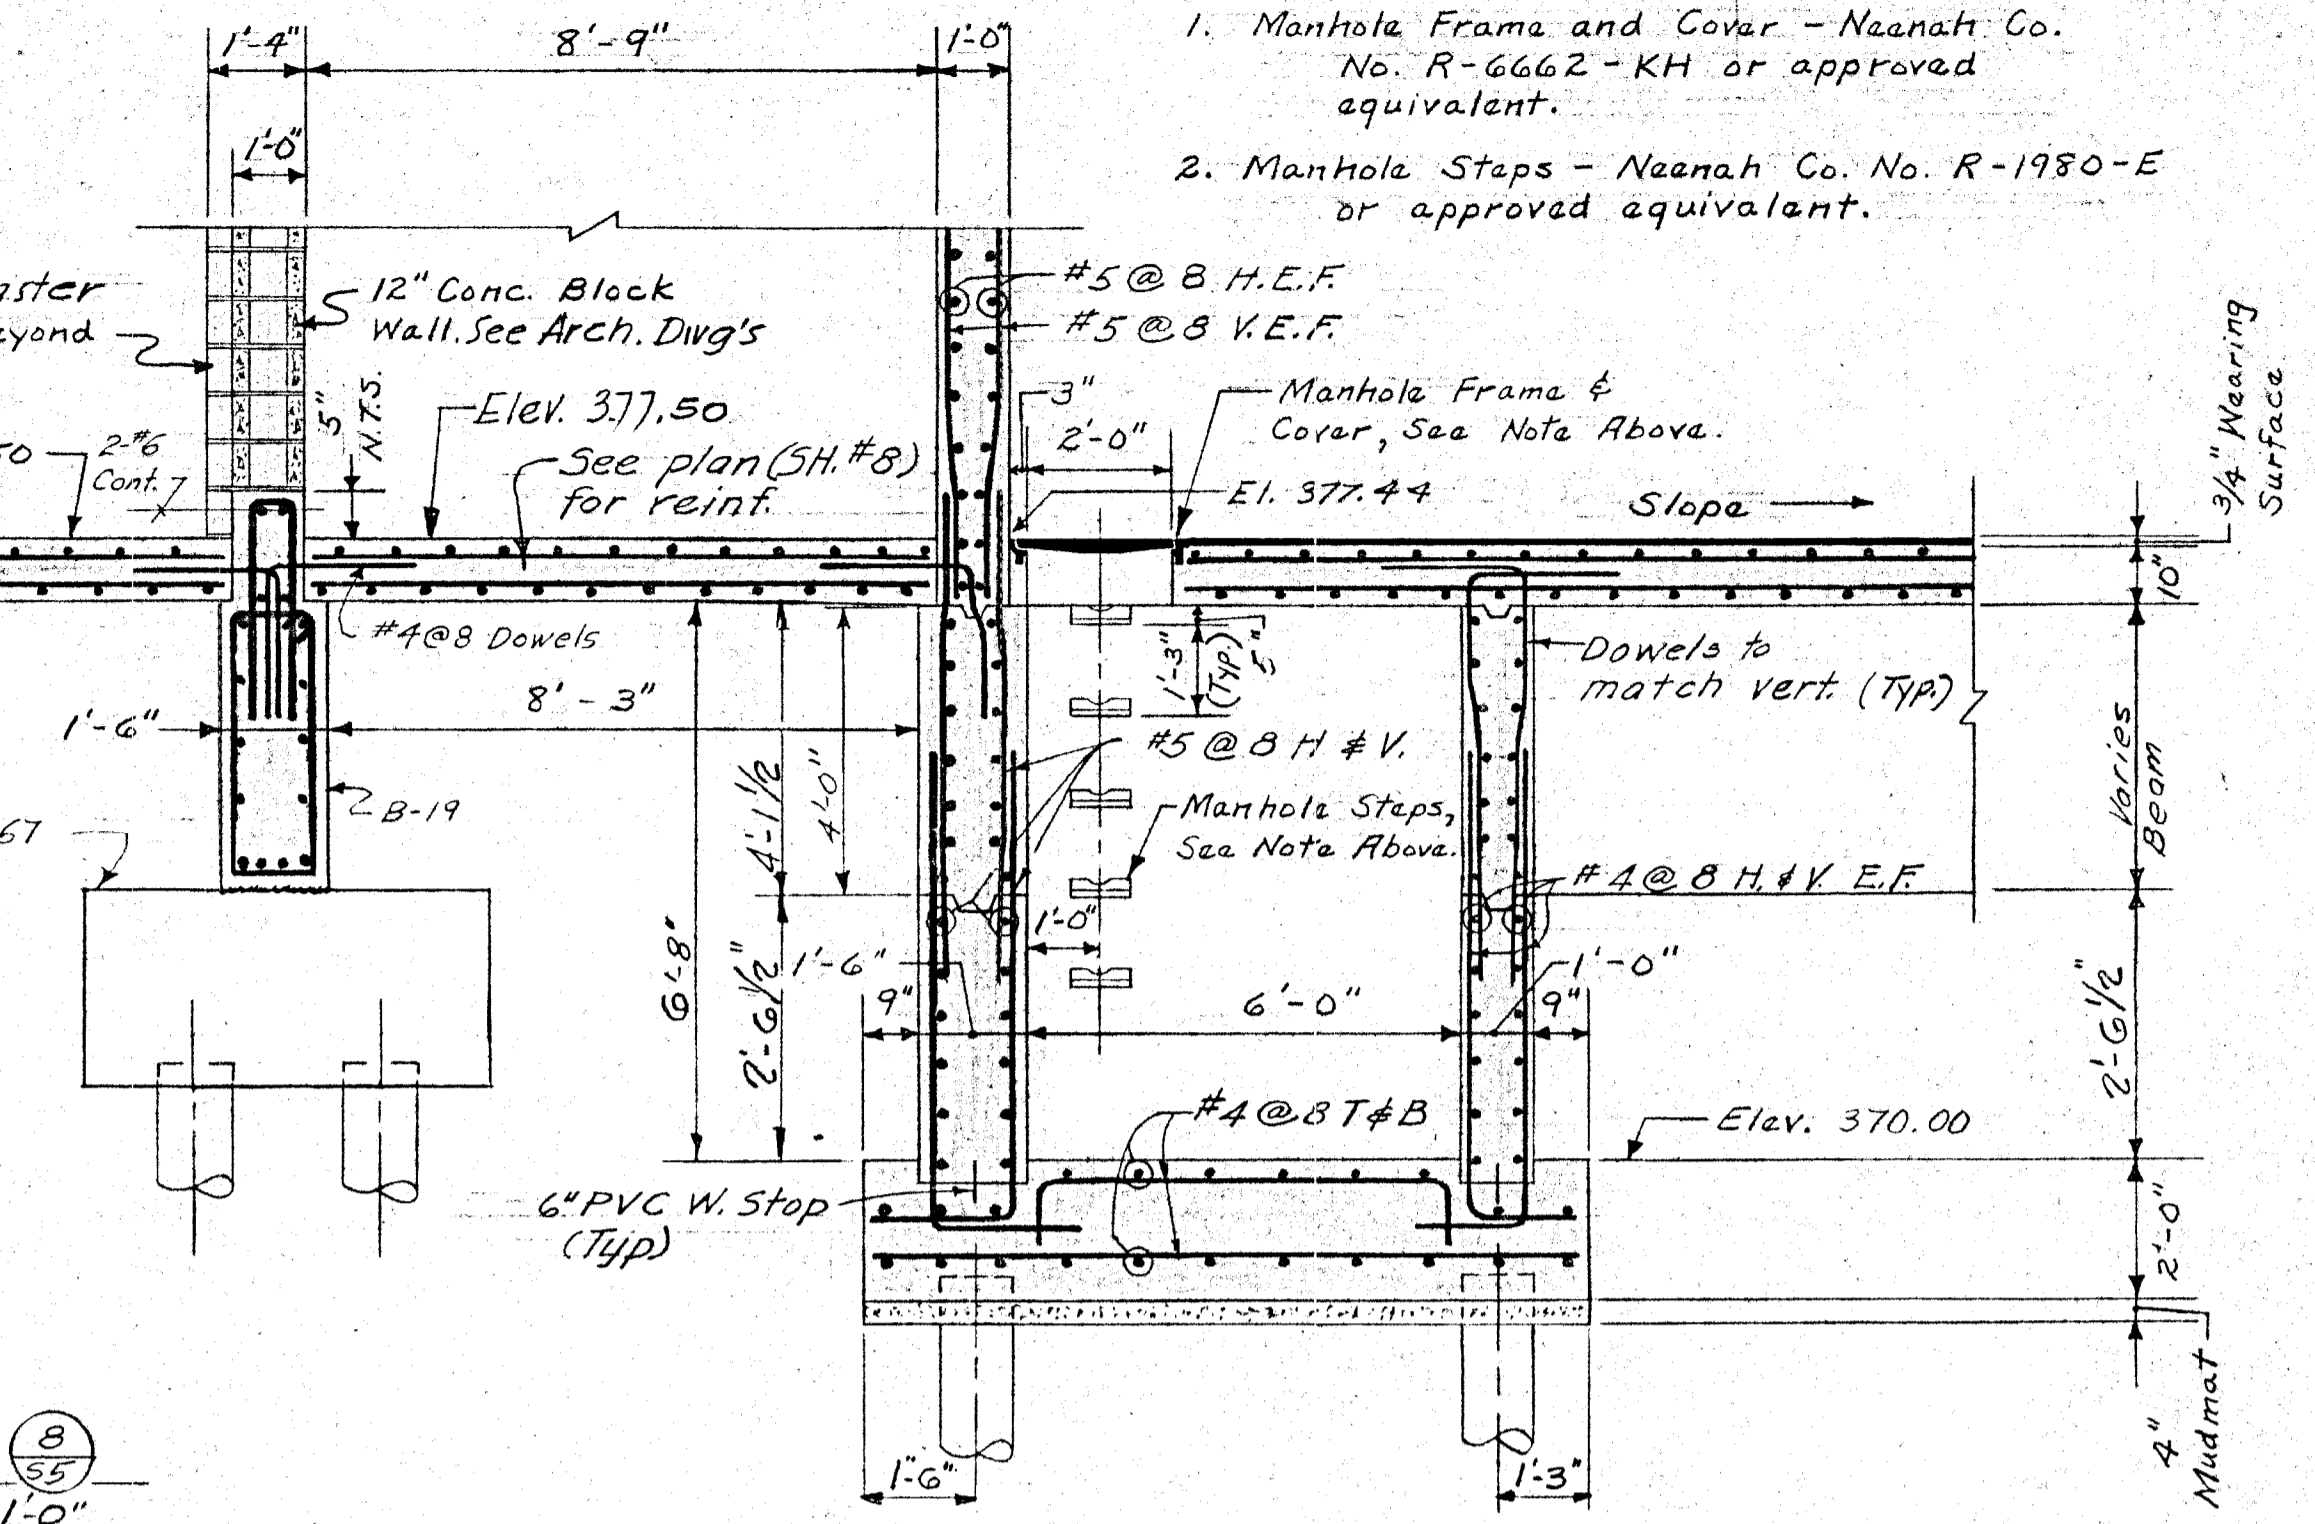 1'-4"
8'-9"
1'-0"
1. Manhole Frame and Cover - Neenah Co.
No. R-6662-KH or approved
equivalent.
1'-0"
2. Manhole Steps - Neenah Co. No. R-1980-E
or approved equivalent.
#5 @ 8 H.E.F.
12" Conc. Block
Wall. See Arch. Dwg's
#5 @ 8 V.E.F.
eyond
5"
N.T.S.
Elev. 377.50
3"
2'-0"
Manhole Frame &
Cover, See Note Above.
3/4" Wearing
Surface
2-#6
Cont.
See plan (SH. #8)
for reinf.
El. 377.44
Slope
10"
#4@8 Dowels
1'-3"
(Typ.)
5"
Dowels to
match vert. (Typ.)
8'-3"
1'-6"
#5 @ 8 H & V.
4'-1 1/2
4'-0"
Varies
Beam
B-19
67
Manhole Steps,
See Note Above.
#4 @ 8 H. & V. E.F.
1'-0"
6'-8"
2'-6 1/2"
1'-6"
9"
6'-0"
1'-0"
9"
2'-6 1/2"
#4 @ 8 T & B
Elev. 370.00
6" PVC W. Stop
(Typ)
2'-0"
4"
Mudmat
8
S5
1'-0"
1'-6"
1'-3"